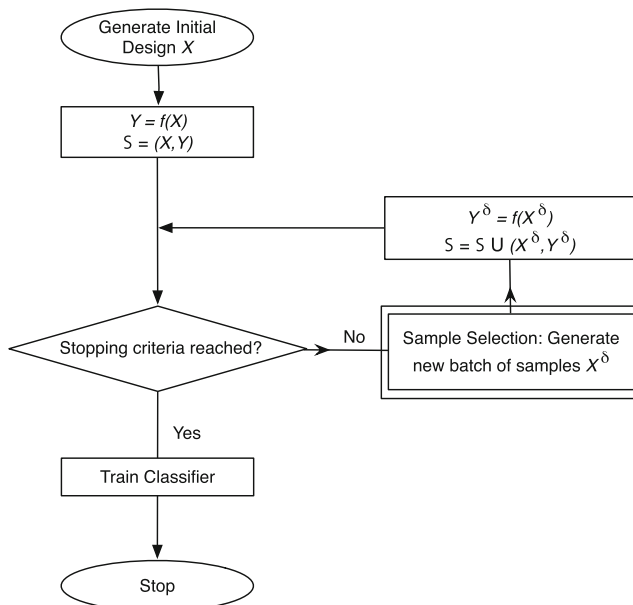 Generate Initial
Design X
Y = f(X)
S = (X,Y)
Y^δ = f(X^δ)
S = S ∪ (X^δ,Y^δ)
Stopping criteria reached?
No
Sample Selection: Generate
new batch of samples X^δ
Yes
Train Classifier
Stop